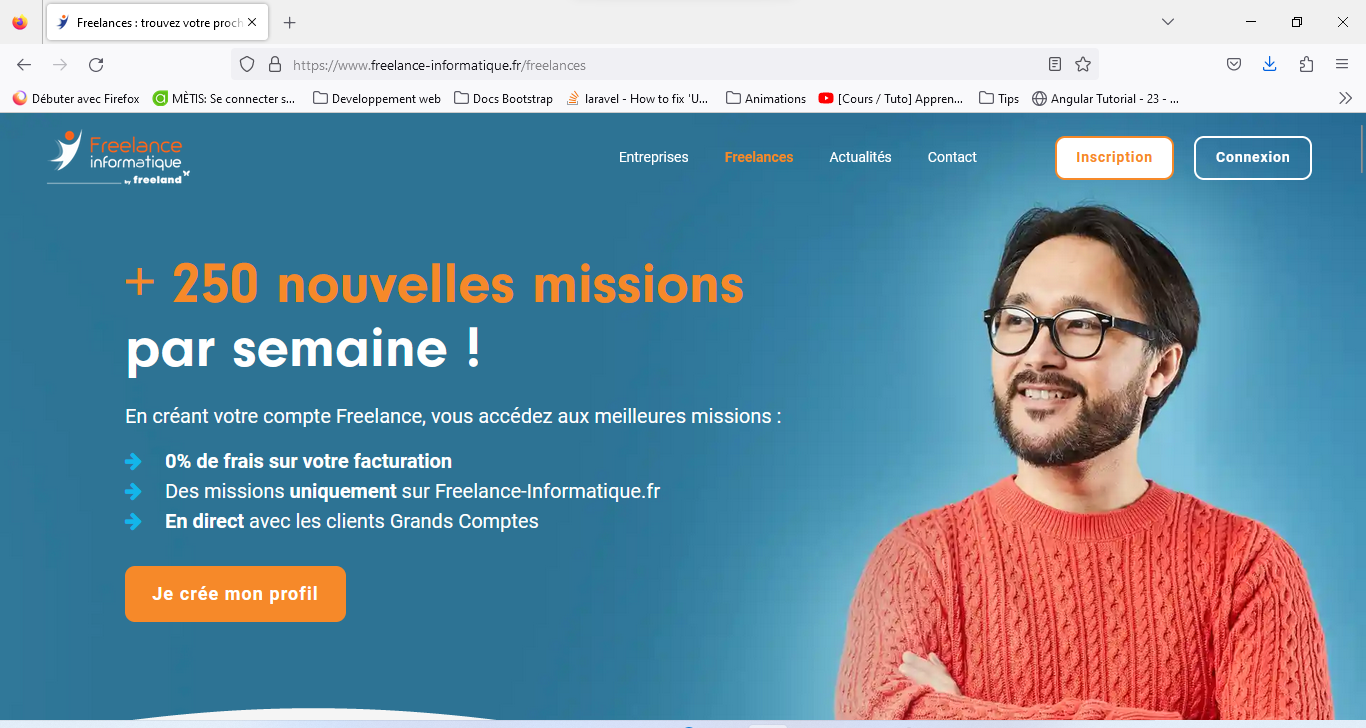 Freelances : trouvez votre proch
https://www.freelance-informatique.fr/freelances
Débuter avec Firefox
MÈTIS: Se connecter s...
Developpement web
Docs Bootstrap
laravel - How to fix 'U...
Animations
[Cours / Tuto] Appren...
Tips
Angular Tutorial - 23 - ...
Freelance
informatique
by freeland
Entreprises
Freelances
Actualités
Contact
Inscription
Connexion
+ 250 nouvelles missions
par semaine !
En créant votre compte Freelance, vous accédez aux meilleures missions :
0% de frais sur votre facturation
Des missions uniquement sur Freelance-Informatique.fr
En direct avec les clients Grands Comptes
Je crée mon profil